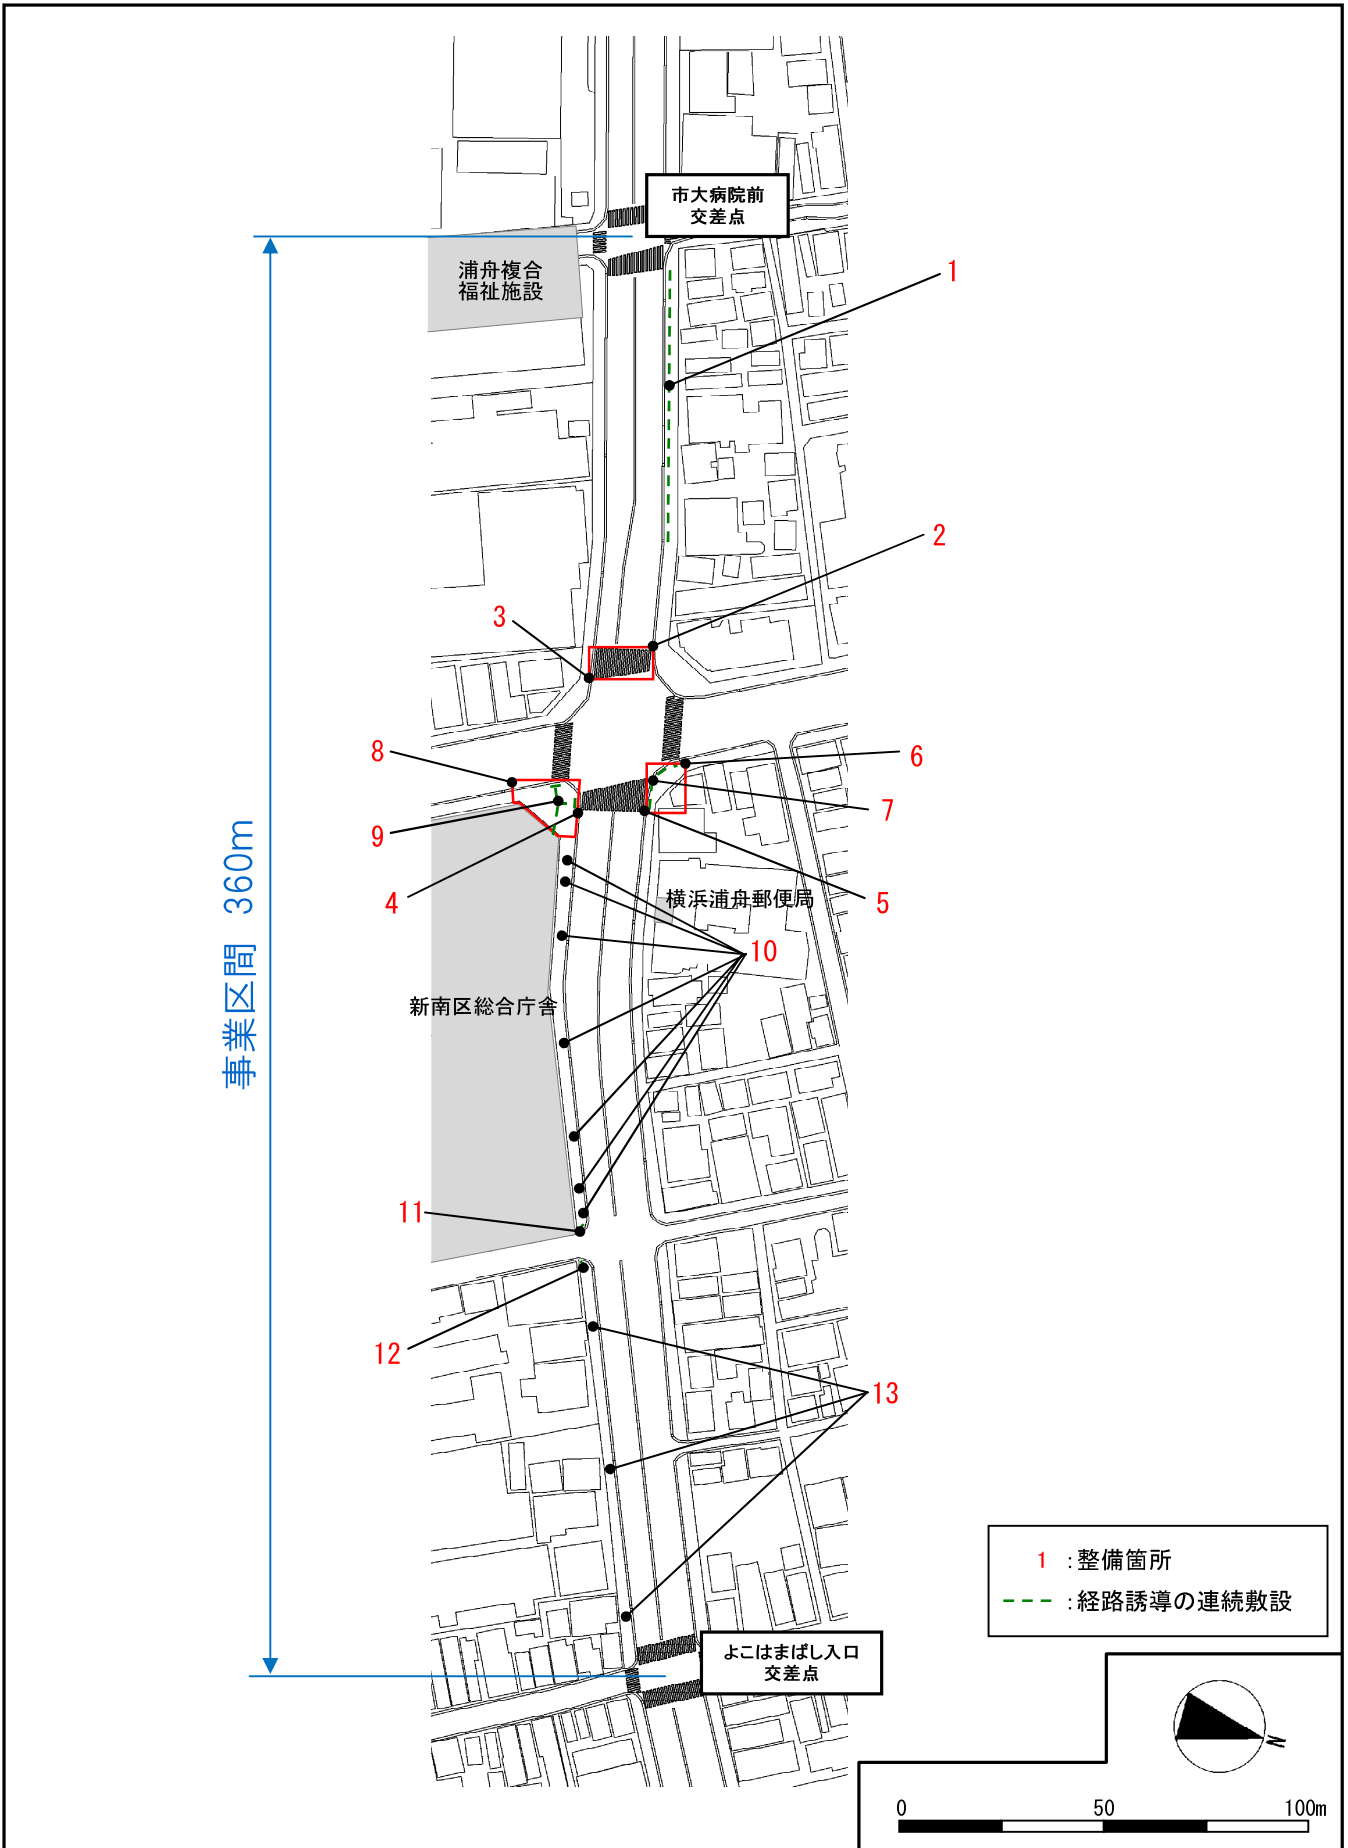 市大病院前
交差点
浦舟複合
福祉施設
1
2
3
8
6
7
9
4
5
横浜浦舟郵便局
10
新南区総合庁舎
事業区間 360m
11
12
13
1 :整備箇所
:経路誘導の連続敷設
よこはまばし入口
交差点
N
0 50 100m